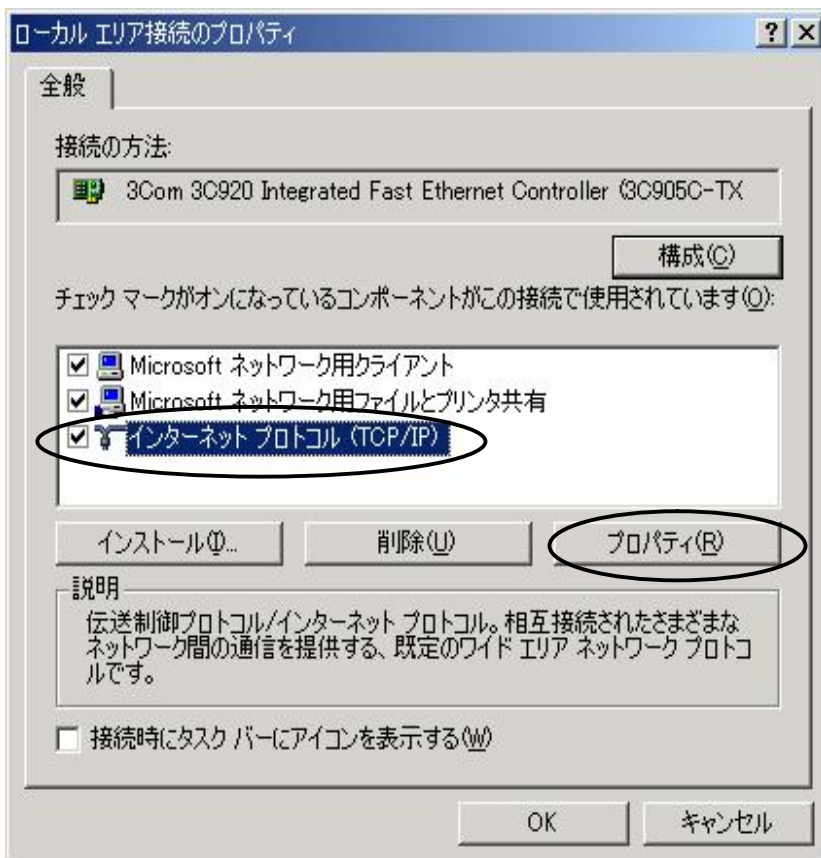 ローカル エリア接続のプロパティ
全般
接続の方法:
3Com 3C920 Integrated Fast Ethernet Controller (3C905C-TX
構成(C)
チェック マークがオンになっているコンポーネントがこの接続で使用されています(O):
Microsoft ネットワーク用クライアント
Microsoft ネットワーク用ファイルとプリンタ共有
インターネット プロトコル (TCP/IP)
インストール(I)...
削除(U)
プロパティ(R)
説明
伝送制御プロトコル/インターネット プロトコル。相互接続されたさまざまな
ネットワーク間の通信を提供する、既定のワイド エリア ネットワーク プロトコ
ルです。
接続時にタスク バーにアイコンを表示する(W)
OK
キャンセル